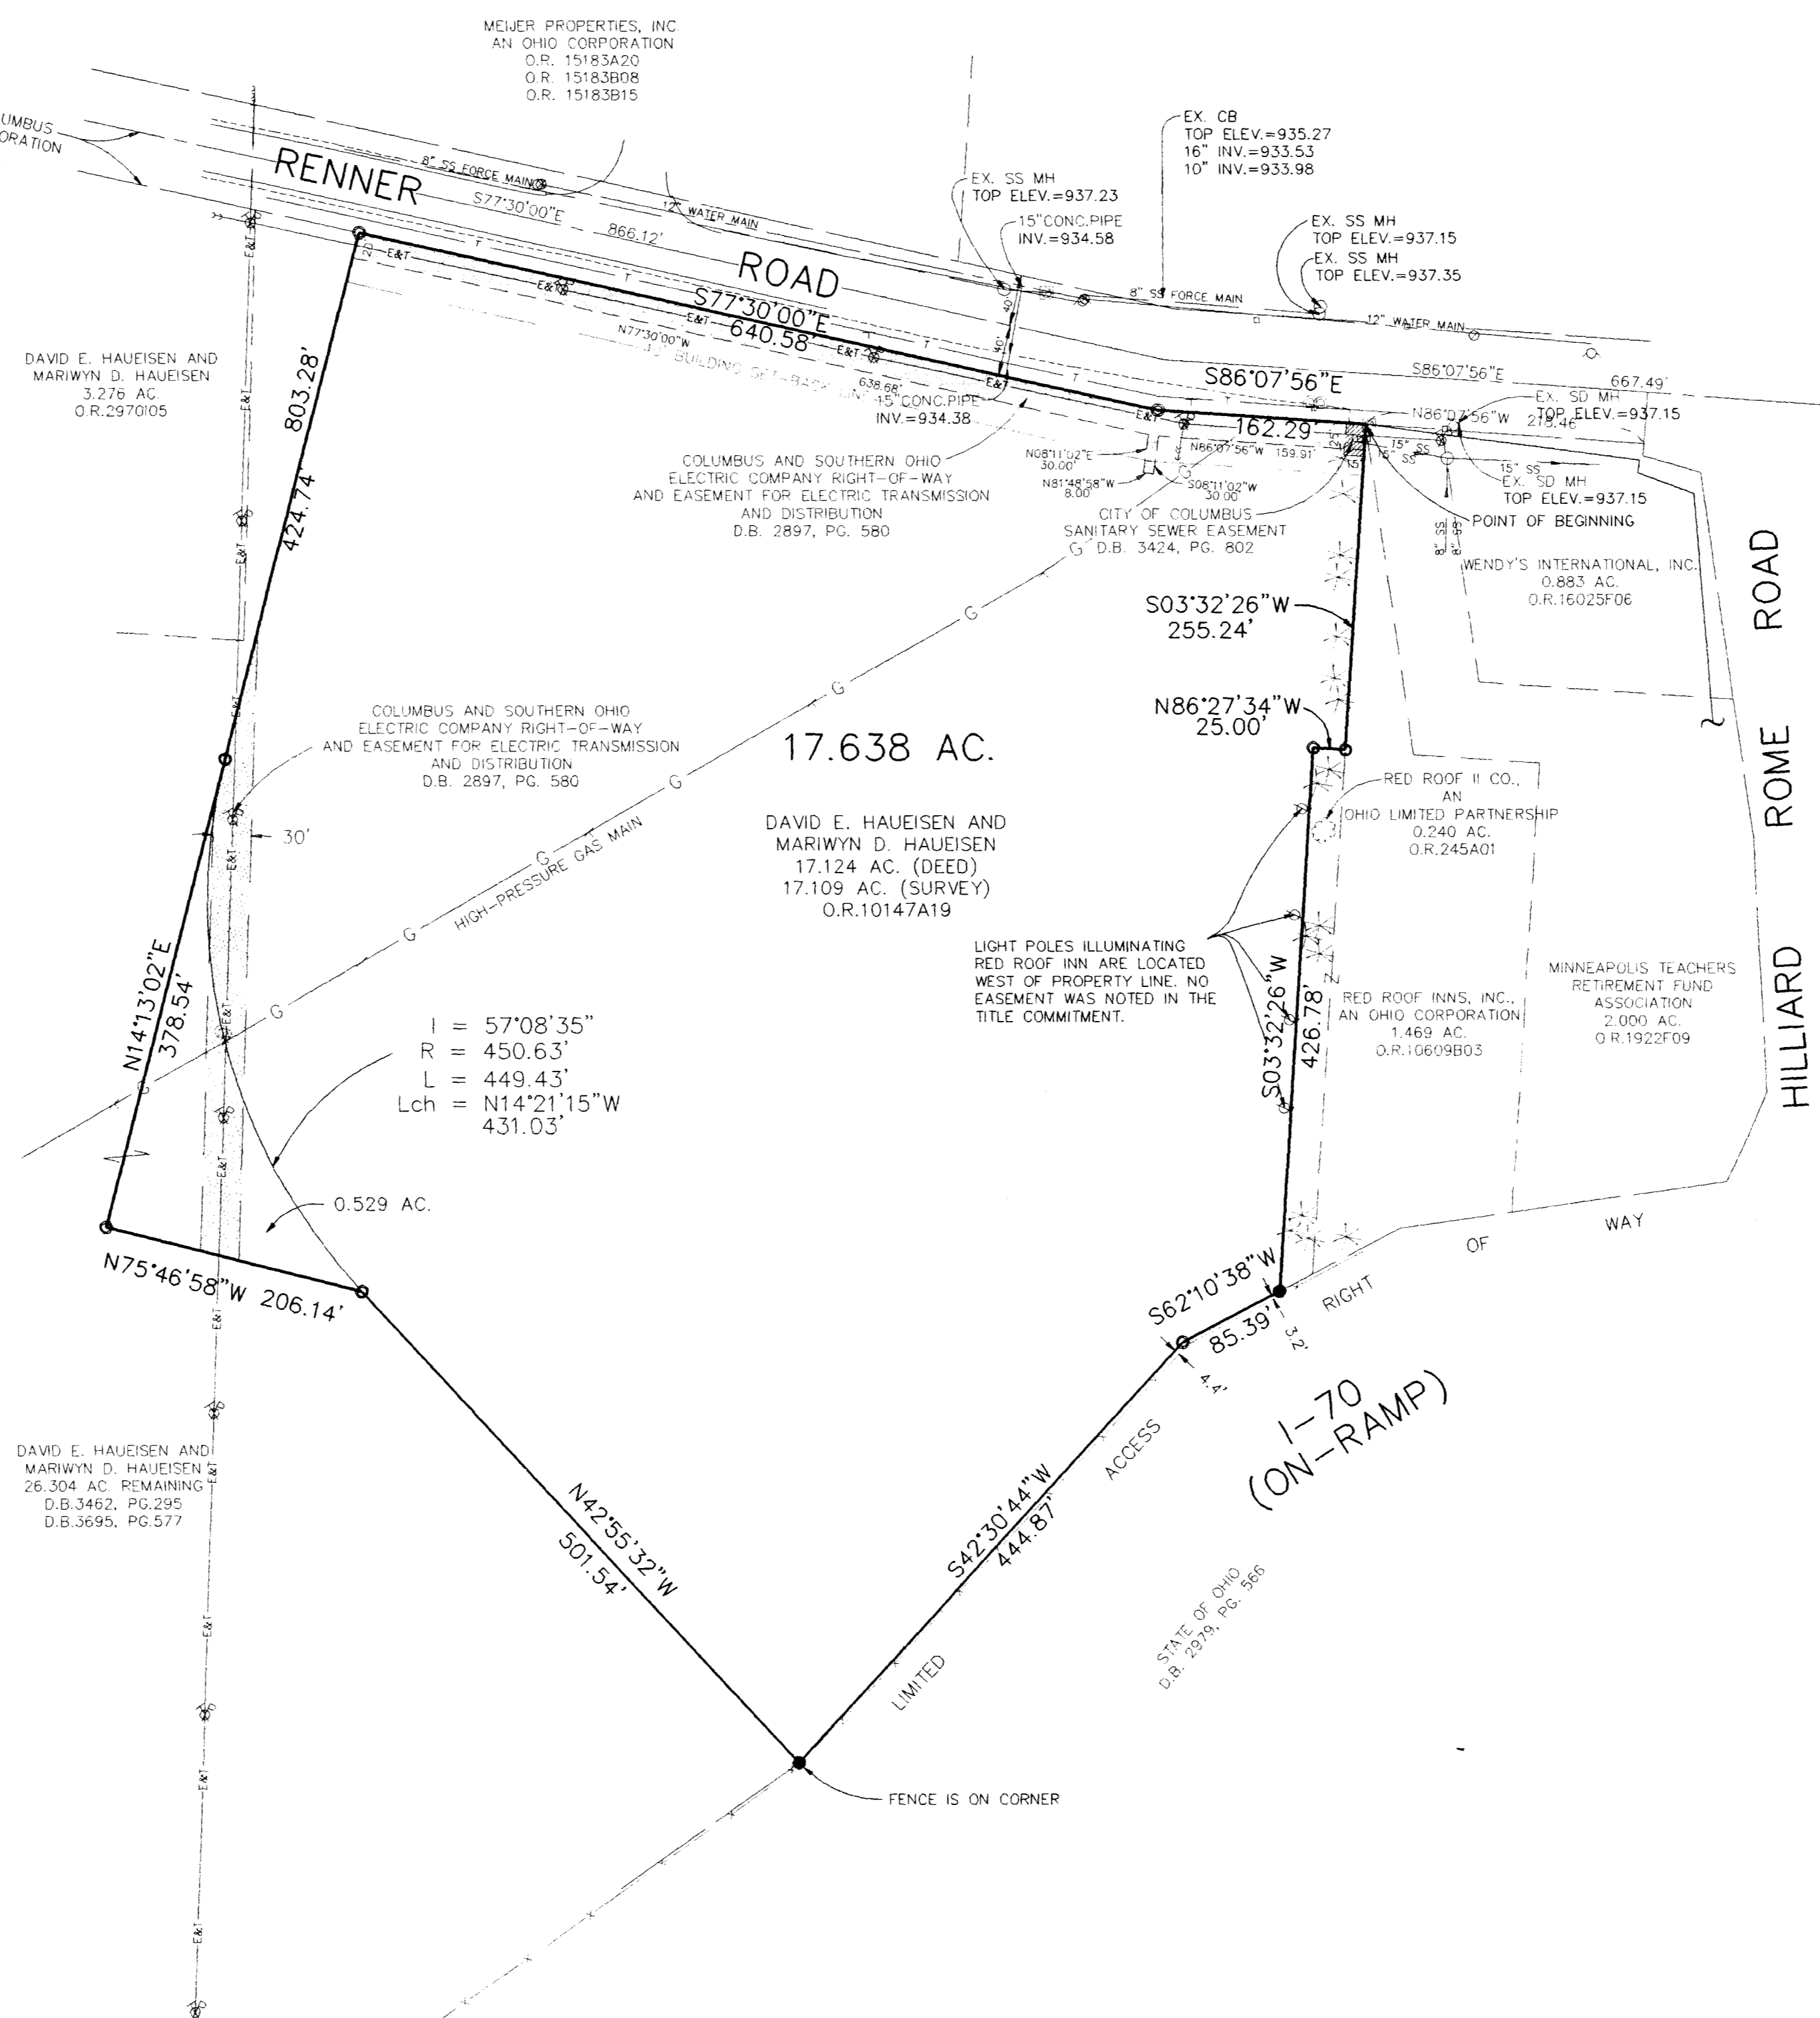 MEIJER PROPERTIES, INC.
AN OHIO CORPORATION
O.R. 15183A20
O.R. 15183B08
O.R. 15183B15
UMBUS
ORATION
RENNER
ROAD
8" SS FORCE MAIN
S77°30'00"E
866.12'
12" WATER MAIN
EX. SS MH
TOP ELEV.=937.23
15"CONC.PIPE
INV.=934.58
EX. CB
TOP ELEV.=935.27
16" INV.=933.53
10" INV.=933.98
EX. SS MH
TOP ELEV.=937.15
EX. SS MH
TOP ELEV.=937.35
8" SS FORCE MAIN
12" WATER MAIN
40'
40'
20'
S77°30'00"E
640.58'
N77°30'00"W
638.68'
BUILDING SET-BACK
15"CONC.PIPE
INV.=934.38
S86°07'56"E
162.29'
S86°07'56"E
667.49'
N86°07'56"W
218.46'
EX. SD MH
TOP ELEV.=937.15
N86°07'56"W 159.91'
25'
15'
15" SS
15" SS
15" SS
EX. SD MH
TOP ELEV.=937.15
8" SS
8" SS
N08°11'02"E
30.00'
N81°48'58"W
8.00'
S08°11'02"W
30.00'
POINT OF BEGINNING
CITY OF COLUMBUS
SANITARY SEWER EASEMENT
D.B. 3424, PG. 802
COLUMBUS AND SOUTHERN OHIO
ELECTRIC COMPANY RIGHT-OF-WAY
AND EASEMENT FOR ELECTRIC TRANSMISSION
AND DISTRIBUTION
D.B. 2897, PG. 580
DAVID E. HAUEISEN AND
MARIWYN D. HAUEISEN
3.276 AC.
O.R.2970I05
803.28'
424.74'
WENDY'S INTERNATIONAL, INC.
0.883 AC.
O.R.16025F06
HILLIARD ROME ROAD
S03°32'26"W
255.24'
N86°27'34"W
25.00'
COLUMBUS AND SOUTHERN OHIO
ELECTRIC COMPANY RIGHT-OF-WAY
AND EASEMENT FOR ELECTRIC TRANSMISSION
AND DISTRIBUTION
D.B. 2897, PG. 580
30'
17.638 AC.
DAVID E. HAUEISEN AND
MARIWYN D. HAUEISEN
17.124 AC. (DEED)
17.109 AC. (SURVEY)
O.R.10147A19
HIGH-PRESSURE GAS MAIN
RED ROOF II CO.,
AN
OHIO LIMITED PARTNERSHIP
0.240 AC.
O.R.245A01
LIGHT POLES ILLUMINATING
RED ROOF INN ARE LOCATED
WEST OF PROPERTY LINE. NO
EASEMENT WAS NOTED IN THE
TITLE COMMITMENT.
S03°32'26"W
426.78'
RED ROOF INNS, INC.,
AN OHIO CORPORATION
1.469 AC.
O.R.10609B03
MINNEAPOLIS TEACHERS
RETIREMENT FUND
ASSOCIATION
2.000 AC.
O.R.1922F09
N14°13'02"E
378.54'
I = 57°08'35"
R = 450.63'
L = 449.43'
Lch = N14°21'15"W
431.03'
0.529 AC.
N75°46'58"W 206.14'
S62°10'38"W
85.39'
3.2'
4.4'
LIMITED ACCESS RIGHT OF WAY
I-70
(ON-RAMP)
DAVID E. HAUEISEN AND
MARIWYN D. HAUEISEN
26.304 AC. REMAINING
D.B.3462, PG.295
D.B.3695, PG.577
N42°55'32"W
501.54'
S42°30'44"W
444.87'
STATE OF OHIO
D.B. 2979, PG. 566
FENCE IS ON CORNER